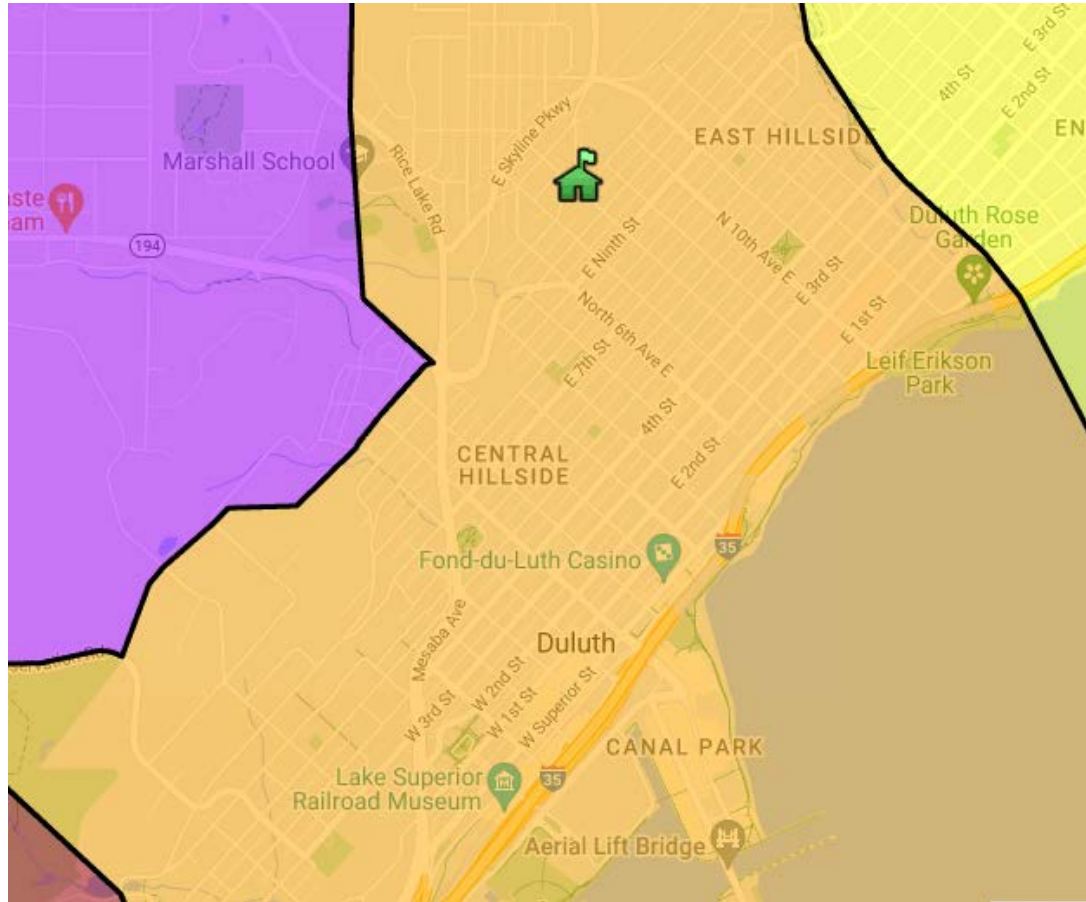 E 3rd St
4th St
E 2nd St
EAST HILLSIDE
EN
Marshall School
E Skyline Pkwy
Rice Lake Rd
aste
eam
194
Duluth Rose
Garden
E Ninth St
N 10th Ave E
E 3rd St
North 6th Ave E
E 1st St
E 7th St
Leif Erikson
Park
4th St
CENTRAL
HILLSIDE
E 2nd St
35
Fond-du-Luth Casino
Mesaba Ave
Duluth
W 2nd St
W 3rd St
W 1st St
W Superior St
CANAL PARK
Lake Superior
Railroad Museum
35
Aerial Lift Bridge